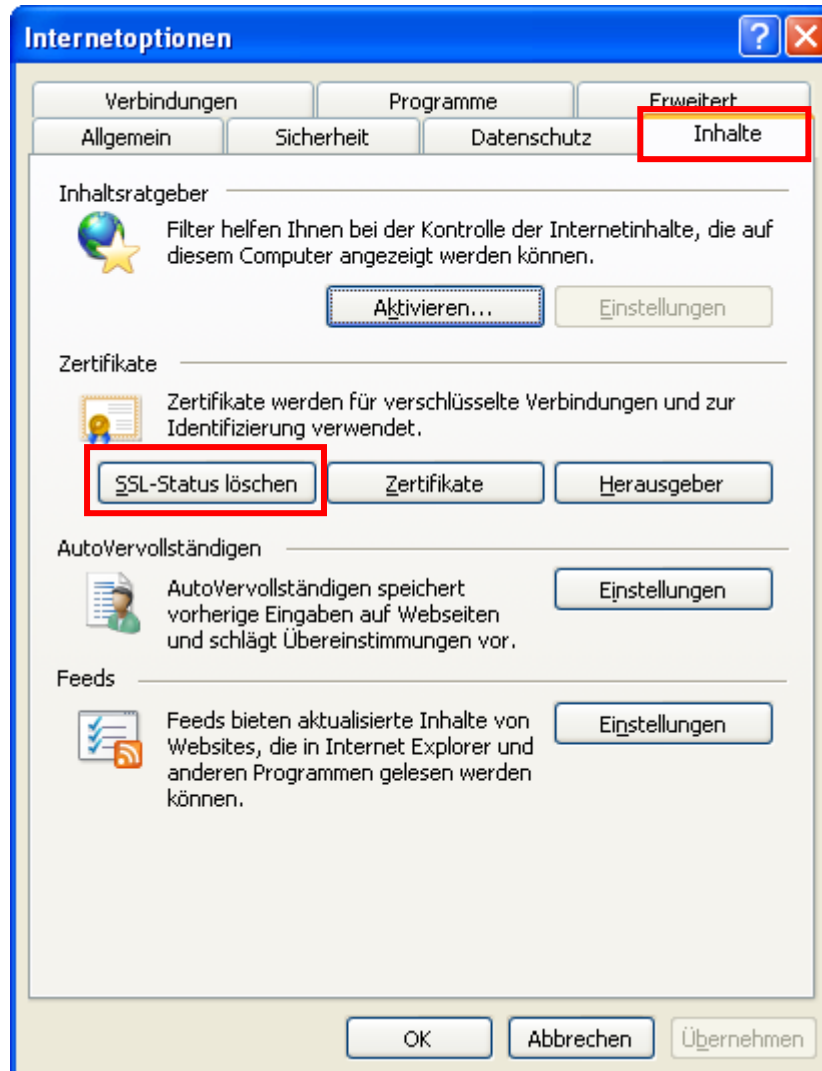 Internetoptionen
?
Verbindungen Programme Erweitert
Allgemein Sicherheit Datenschutz Inhalte
Inhaltsratgeber
Filter helfen Ihnen bei der Kontrolle der Internetinhalte, die auf
diesem Computer angezeigt werden können.
Aktivieren... Einstellungen
Zertifikate
Zertifikate werden für verschlüsselte Verbindungen und zur
Identifizierung verwendet.
SSL-Status löschen Zertifikate Herausgeber
AutoVervollständigen
AutoVervollständigen speichert
vorherige Eingaben auf Webseiten
und schlägt Übereinstimmungen vor.
Einstellungen
Feeds
Feeds bieten aktualisierte Inhalte von
Websites, die in Internet Explorer und
anderen Programmen gelesen werden
können.
Einstellungen
OK Abbrechen Übernehmen